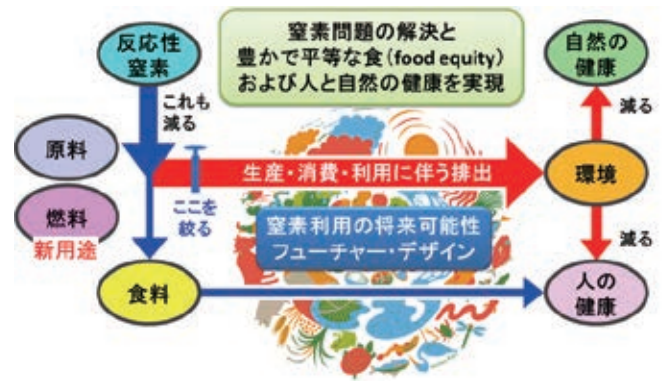 窒素問題の解決と
豊かで平等な食(food equity)
および人と自然の健康を実現
反応性
窒素
自然の
健康
これも
減る
減る
原料
生産・消費・利用に伴う排出
環境
燃料
新用途
ここを
絞る
窒素利用の将来可能性
フューチャー・デザイン
減る
食料
人の
健康